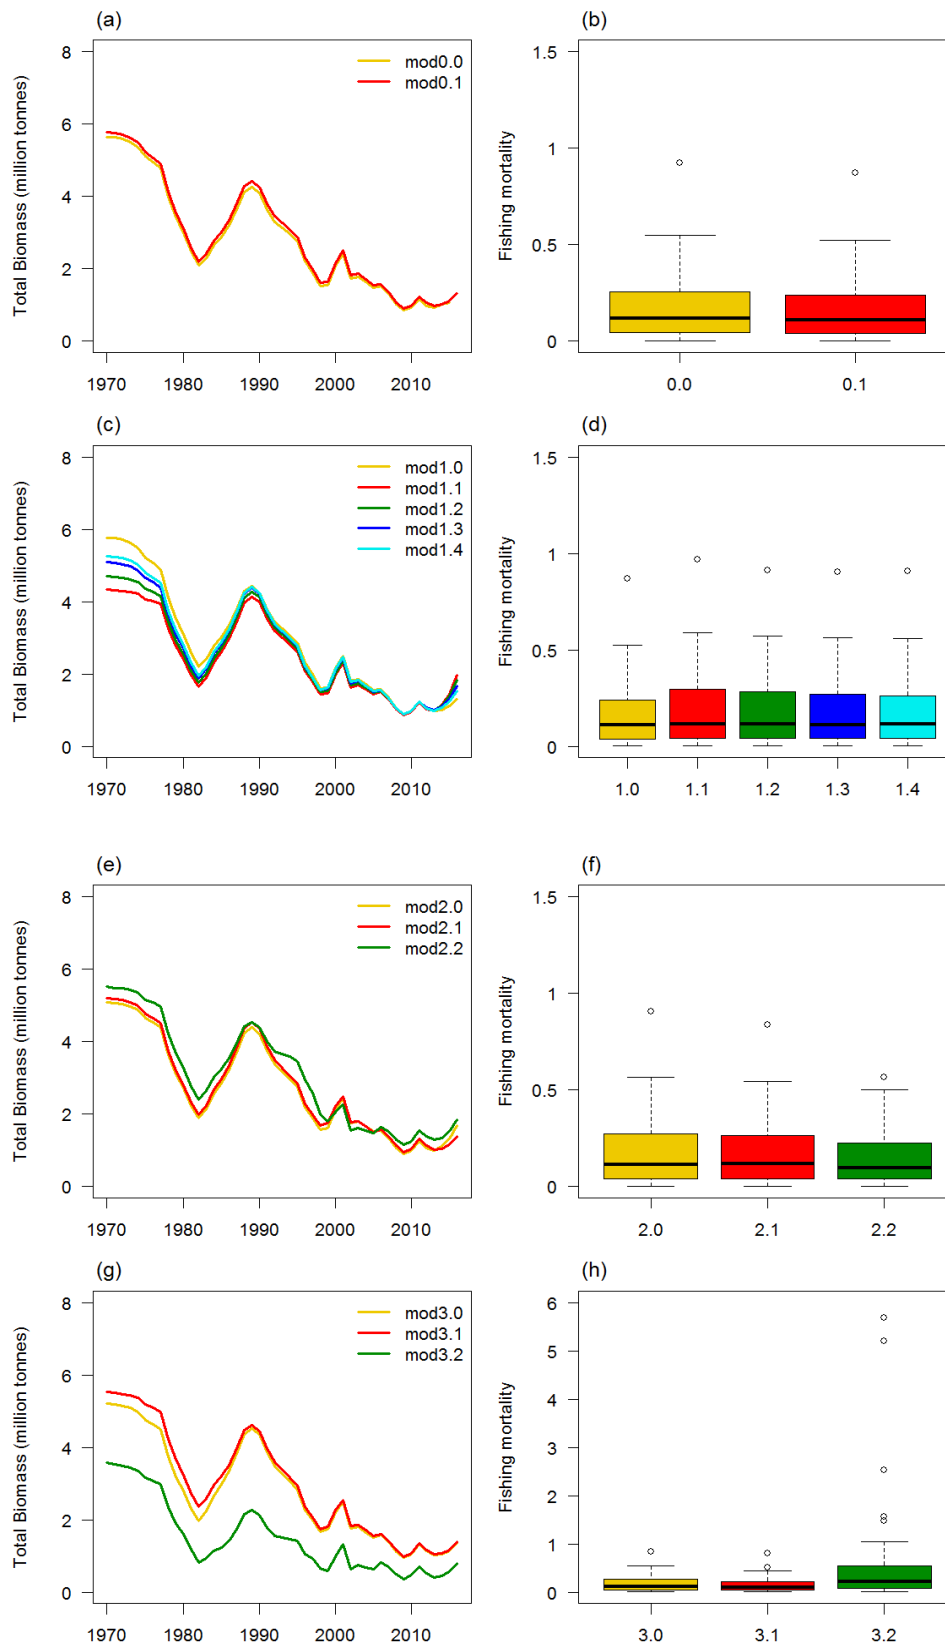 (a)
Total Biomass (million tonnes)
8
6
4
2
0
mod0.0
mod0.1
1970 1980 1990 2000 2010
(b)
Fishing mortality
1.5
1
0.5
0
0.0 0.1
(c)
Total Biomass (million tonnes)
8
6
4
2
0
mod1.0
mod1.1
mod1.2
mod1.3
mod1.4
1970 1980 1990 2000 2010
(d)
Fishing mortality
1.5
1
0.5
0
1.0 1.1 1.2 1.3 1.4
(e)
Total Biomass (million tonnes)
8
6
4
2
0
mod2.0
mod2.1
mod2.2
1970 1980 1990 2000 2010
(f)
Fishing mortality
1.5
1
0.5
0
2.0 2.1 2.2
(g)
Total Biomass (million tonnes)
8
6
4
2
0
mod3.0
mod3.1
mod3.2
1970 1980 1990 2000 2010
(h)
Fishing mortality
6
5
4
3
2
1
0
3.0 3.1 3.2